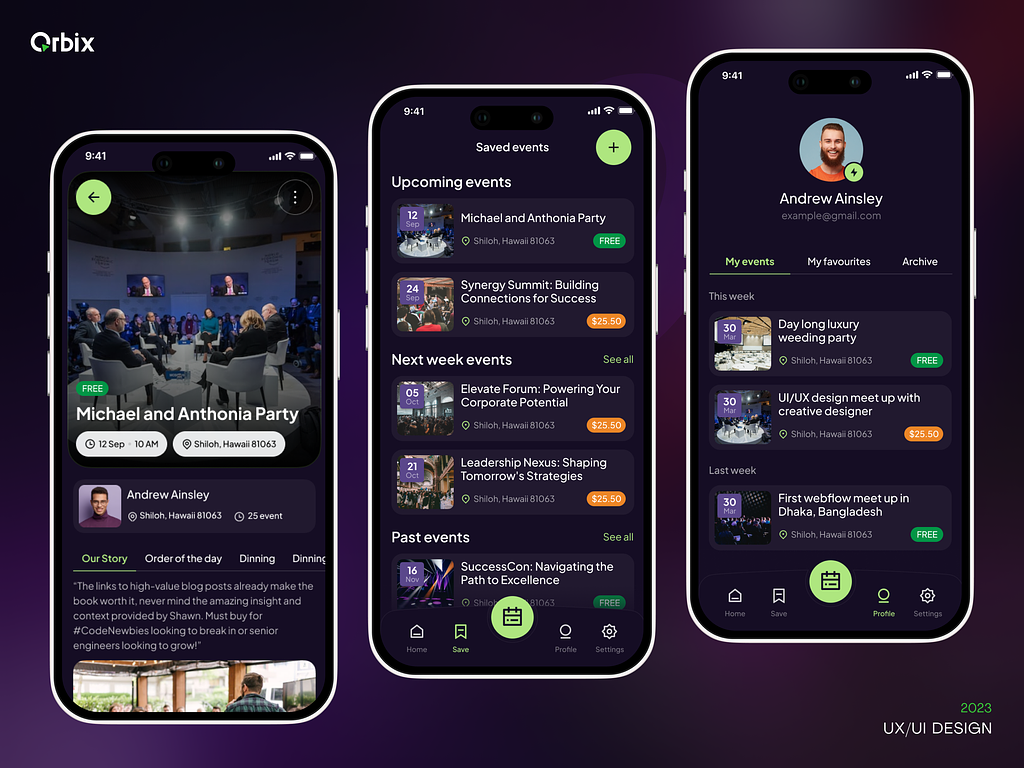 Orbix
9:41
FREE
Michael and Anthonia Party
12 Sep 10 AM
Shiloh, Hawaii 81063
Andrew Ainsley
Shiloh, Hawaii 81063 25 event
Our Story Order of the day Dinning Dinning
"The links to high-value blog posts already make the
book worth it, never mind the amazing insight and
context provided by Shawn. Must buy for
#CodeNewbies looking to break in or senior
engineers looking to grow!"
9:41
Saved events
Upcoming events
12
Sep
Michael and Anthonia Party
Shiloh, Hawaii 81063
FREE
24
Sep
Synergy Summit: Building
Connections for Success
Shiloh, Hawaii 81063
$25.50
Next week events
See all
05
Oct
Elevate Forum: Powering Your
Corporate Potential
Shiloh, Hawaii 81063
$25.50
21
Oct
Leadership Nexus: Shaping
Tomorrow's Strategies
Shiloh, Hawaii 81063
$25.50
Past events
See all
16
Nov
SuccessCon: Navigating the
Path to Excellence
Shiloh, Hawaii 81063
FREE
Home
Save
Profile
Settings
9:41
Andrew Ainsley
example@gmail.com
My events My favourites Archive
This week
30
Mar
Day long luxury
weeding party
Shiloh, Hawaii 81063
FREE
30
Mar
UI/UX design meet up with
creative designer
Shiloh, Hawaii 81063
$25.50
Last week
30
Mar
First webflow meet up in
Dhaka, Bangladesh
Shiloh, Hawaii 81063
FREE
Home
Save
Profile
Settings
2023
UX/UI DESIGN